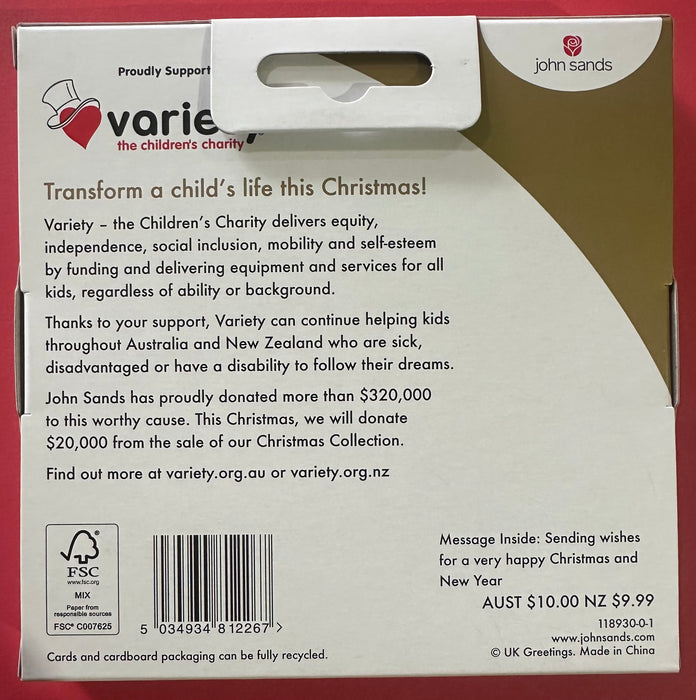 Proudly Support
john sands
varie
the children's charity
Transform a child's life this Christmas!
Variety – the Children's Charity delivers equity,
independence, social inclusion, mobility and self-esteem
by funding and delivering equipment and services for all
kids, regardless of ability or background.
Thanks to your support, Variety can continue helping kids
throughout Australia and New Zealand who are sick,
disadvantaged or have a disability to follow their dreams.
John Sands has proudly donated more than $320,000
to this worthy cause. This Christmas, we will donate
$20,000 from the sale of our Christmas Collection.
Find out more at variety.org.au or variety.org.nz
FSC
www.fsc.org
MIX
Paper from
responsible sources
FSC® C007625
5 034934 812267 >
Message Inside: Sending wishes
for a very happy Christmas and
New Year
AUST $10.00 NZ $9.99
118930-0-1
www.johnsands.com
© UK Greetings. Made in China
Cards and cardboard packaging can be fully recycled.